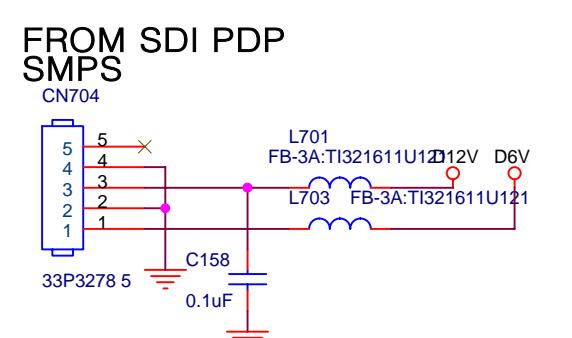 FROM SDI PDP
SMPS
CN704
5 5
4 4
3 3
2 2
1 1
33P3278 5
L701
FB-3A:TI321611U121
D12V
D6V
L703
FB-3A:TI321611U121
C158
0.1uF